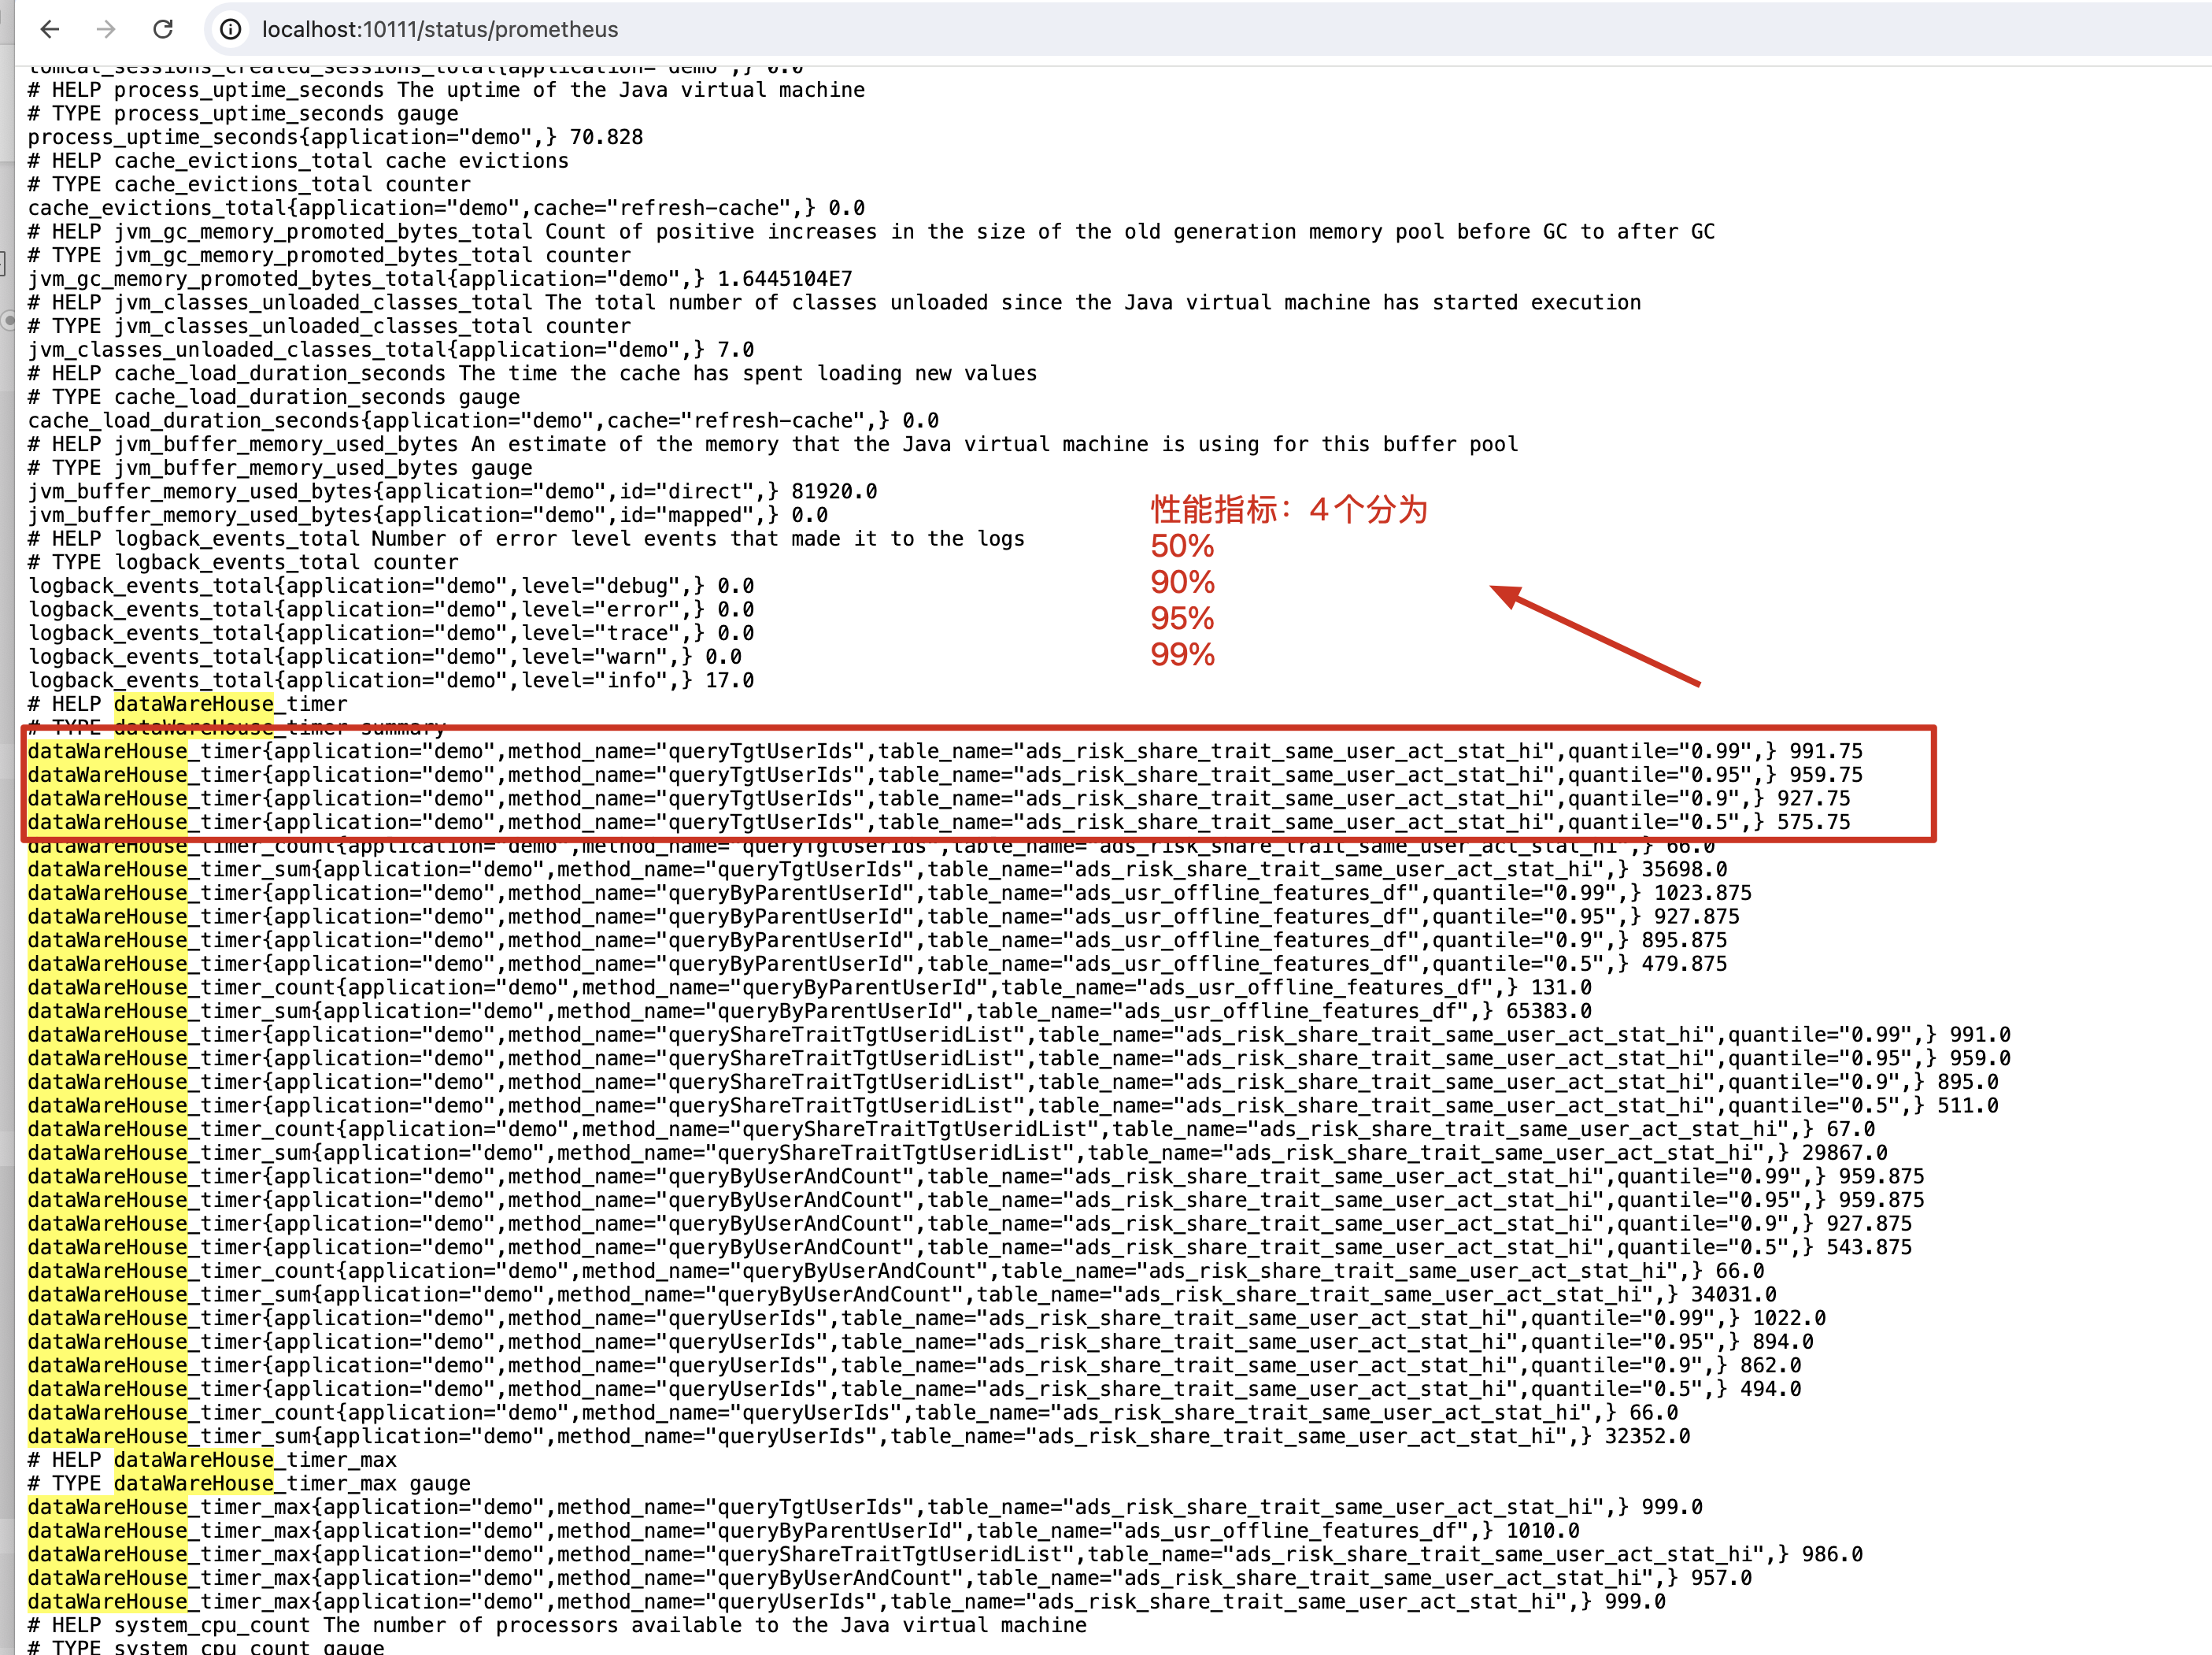 localhost:10111/status/prometheus
tomcat_sessions_created_sessions_total{application="demo",} 0.0
# HELP process_uptime_seconds The uptime of the Java virtual machine
# TYPE process_uptime_seconds gauge
process_uptime_seconds{application="demo",} 70.828
# HELP cache_evictions_total cache evictions
# TYPE cache_evictions_total counter
cache_evictions_total{application="demo",cache="refresh-cache",} 0.0
# HELP jvm_gc_memory_promoted_bytes_total Count of positive increases in the size of the old generation memory pool before GC to after GC
# TYPE jvm_gc_memory_promoted_bytes_total counter
jvm_gc_memory_promoted_bytes_total{application="demo",} 1.6445104E7
# HELP jvm_classes_unloaded_classes_total The total number of classes unloaded since the Java virtual machine has started execution
# TYPE jvm_classes_unloaded_classes_total counter
jvm_classes_unloaded_classes_total{application="demo",} 7.0
# HELP cache_load_duration_seconds The time the cache has spent loading new values
# TYPE cache_load_duration_seconds gauge
cache_load_duration_seconds{application="demo",cache="refresh-cache",} 0.0
# HELP jvm_buffer_memory_used_bytes An estimate of the memory that the Java virtual machine is using for this buffer pool
# TYPE jvm_buffer_memory_used_bytes gauge
jvm_buffer_memory_used_bytes{application="demo",id="direct",} 81920.0
jvm_buffer_memory_used_bytes{application="demo",id="mapped",} 0.0
# HELP logback_events_total Number of error level events that made it to the logs
# TYPE logback_events_total counter
logback_events_total{application="demo",level="debug",} 0.0
logback_events_total{application="demo",level="error",} 0.0
logback_events_total{application="demo",level="trace",} 0.0
logback_events_total{application="demo",level="warn",} 0.0
logback_events_total{application="demo",level="info",} 17.0
性能指标：4个分为
50%
90%
95%
99%
# HELP dataWareHouse_timer
# TYPE dataWareHouse_timer summary
dataWareHouse_timer{application="demo",method_name="queryTgtUserIds",table_name="ads_risk_share_trait_same_user_act_stat_hi",quantile="0.99",} 991.75
dataWareHouse_timer{application="demo",method_name="queryTgtUserIds",table_name="ads_risk_share_trait_same_user_act_stat_hi",quantile="0.95",} 959.75
dataWareHouse_timer{application="demo",method_name="queryTgtUserIds",table_name="ads_risk_share_trait_same_user_act_stat_hi",quantile="0.9",} 927.75
dataWareHouse_timer{application="demo",method_name="queryTgtUserIds",table_name="ads_risk_share_trait_same_user_act_stat_hi",quantile="0.5",} 575.75
dataWareHouse_timer_count{application="demo",method_name="queryTgtUserIds",table_name="ads_risk_share_trait_same_user_act_stat_hi",} 66.0
dataWareHouse_timer_sum{application="demo",method_name="queryTgtUserIds",table_name="ads_risk_share_trait_same_user_act_stat_hi",} 35698.0
dataWareHouse_timer{application="demo",method_name="queryByParentUserId",table_name="ads_usr_offline_features_df",quantile="0.99",} 1023.875
dataWareHouse_timer{application="demo",method_name="queryByParentUserId",table_name="ads_usr_offline_features_df",quantile="0.95",} 927.875
dataWareHouse_timer{application="demo",method_name="queryByParentUserId",table_name="ads_usr_offline_features_df",quantile="0.9",} 895.875
dataWareHouse_timer{application="demo",method_name="queryByParentUserId",table_name="ads_usr_offline_features_df",quantile="0.5",} 479.875
dataWareHouse_timer_count{application="demo",method_name="queryByParentUserId",table_name="ads_usr_offline_features_df",} 131.0
dataWareHouse_timer_sum{application="demo",method_name="queryByParentUserId",table_name="ads_usr_offline_features_df",} 65383.0
dataWareHouse_timer{application="demo",method_name="queryShareTraitTgtUseridList",table_name="ads_risk_share_trait_same_user_act_stat_hi",quantile="0.99",} 991.0
dataWareHouse_timer{application="demo",method_name="queryShareTraitTgtUseridList",table_name="ads_risk_share_trait_same_user_act_stat_hi",quantile="0.95",} 959.0
dataWareHouse_timer{application="demo",method_name="queryShareTraitTgtUseridList",table_name="ads_risk_share_trait_same_user_act_stat_hi",quantile="0.9",} 895.0
dataWareHouse_timer{application="demo",method_name="queryShareTraitTgtUseridList",table_name="ads_risk_share_trait_same_user_act_stat_hi",quantile="0.5",} 511.0
dataWareHouse_timer_count{application="demo",method_name="queryShareTraitTgtUseridList",table_name="ads_risk_share_trait_same_user_act_stat_hi",} 67.0
dataWareHouse_timer_sum{application="demo",method_name="queryShareTraitTgtUseridList",table_name="ads_risk_share_trait_same_user_act_stat_hi",} 29867.0
dataWareHouse_timer{application="demo",method_name="queryByUserAndCount",table_name="ads_risk_share_trait_same_user_act_stat_hi",quantile="0.99",} 959.875
dataWareHouse_timer{application="demo",method_name="queryByUserAndCount",table_name="ads_risk_share_trait_same_user_act_stat_hi",quantile="0.95",} 959.875
dataWareHouse_timer{application="demo",method_name="queryByUserAndCount",table_name="ads_risk_share_trait_same_user_act_stat_hi",quantile="0.9",} 927.875
dataWareHouse_timer{application="demo",method_name="queryByUserAndCount",table_name="ads_risk_share_trait_same_user_act_stat_hi",quantile="0.5",} 543.875
dataWareHouse_timer_count{application="demo",method_name="queryByUserAndCount",table_name="ads_risk_share_trait_same_user_act_stat_hi",} 66.0
dataWareHouse_timer_sum{application="demo",method_name="queryByUserAndCount",table_name="ads_risk_share_trait_same_user_act_stat_hi",} 34031.0
dataWareHouse_timer{application="demo",method_name="queryUserIds",table_name="ads_risk_share_trait_same_user_act_stat_hi",quantile="0.99",} 1022.0
dataWareHouse_timer{application="demo",method_name="queryUserIds",table_name="ads_risk_share_trait_same_user_act_stat_hi",quantile="0.95",} 894.0
dataWareHouse_timer{application="demo",method_name="queryUserIds",table_name="ads_risk_share_trait_same_user_act_stat_hi",quantile="0.9",} 862.0
dataWareHouse_timer{application="demo",method_name="queryUserIds",table_name="ads_risk_share_trait_same_user_act_stat_hi",quantile="0.5",} 494.0
dataWareHouse_timer_count{application="demo",method_name="queryUserIds",table_name="ads_risk_share_trait_same_user_act_stat_hi",} 66.0
dataWareHouse_timer_sum{application="demo",method_name="queryUserIds",table_name="ads_risk_share_trait_same_user_act_stat_hi",} 32352.0
# HELP dataWareHouse_timer_max
# TYPE dataWareHouse_timer_max gauge
dataWareHouse_timer_max{application="demo",method_name="queryTgtUserIds",table_name="ads_risk_share_trait_same_user_act_stat_hi",} 999.0
dataWareHouse_timer_max{application="demo",method_name="queryByParentUserId",table_name="ads_usr_offline_features_df",} 1010.0
dataWareHouse_timer_max{application="demo",method_name="queryShareTraitTgtUseridList",table_name="ads_risk_share_trait_same_user_act_stat_hi",} 986.0
dataWareHouse_timer_max{application="demo",method_name="queryByUserAndCount",table_name="ads_risk_share_trait_same_user_act_stat_hi",} 957.0
dataWareHouse_timer_max{application="demo",method_name="queryUserIds",table_name="ads_risk_share_trait_same_user_act_stat_hi",} 999.0
# HELP system_cpu_count The number of processors available to the Java virtual machine
# TYPE system_cpu_count gauge